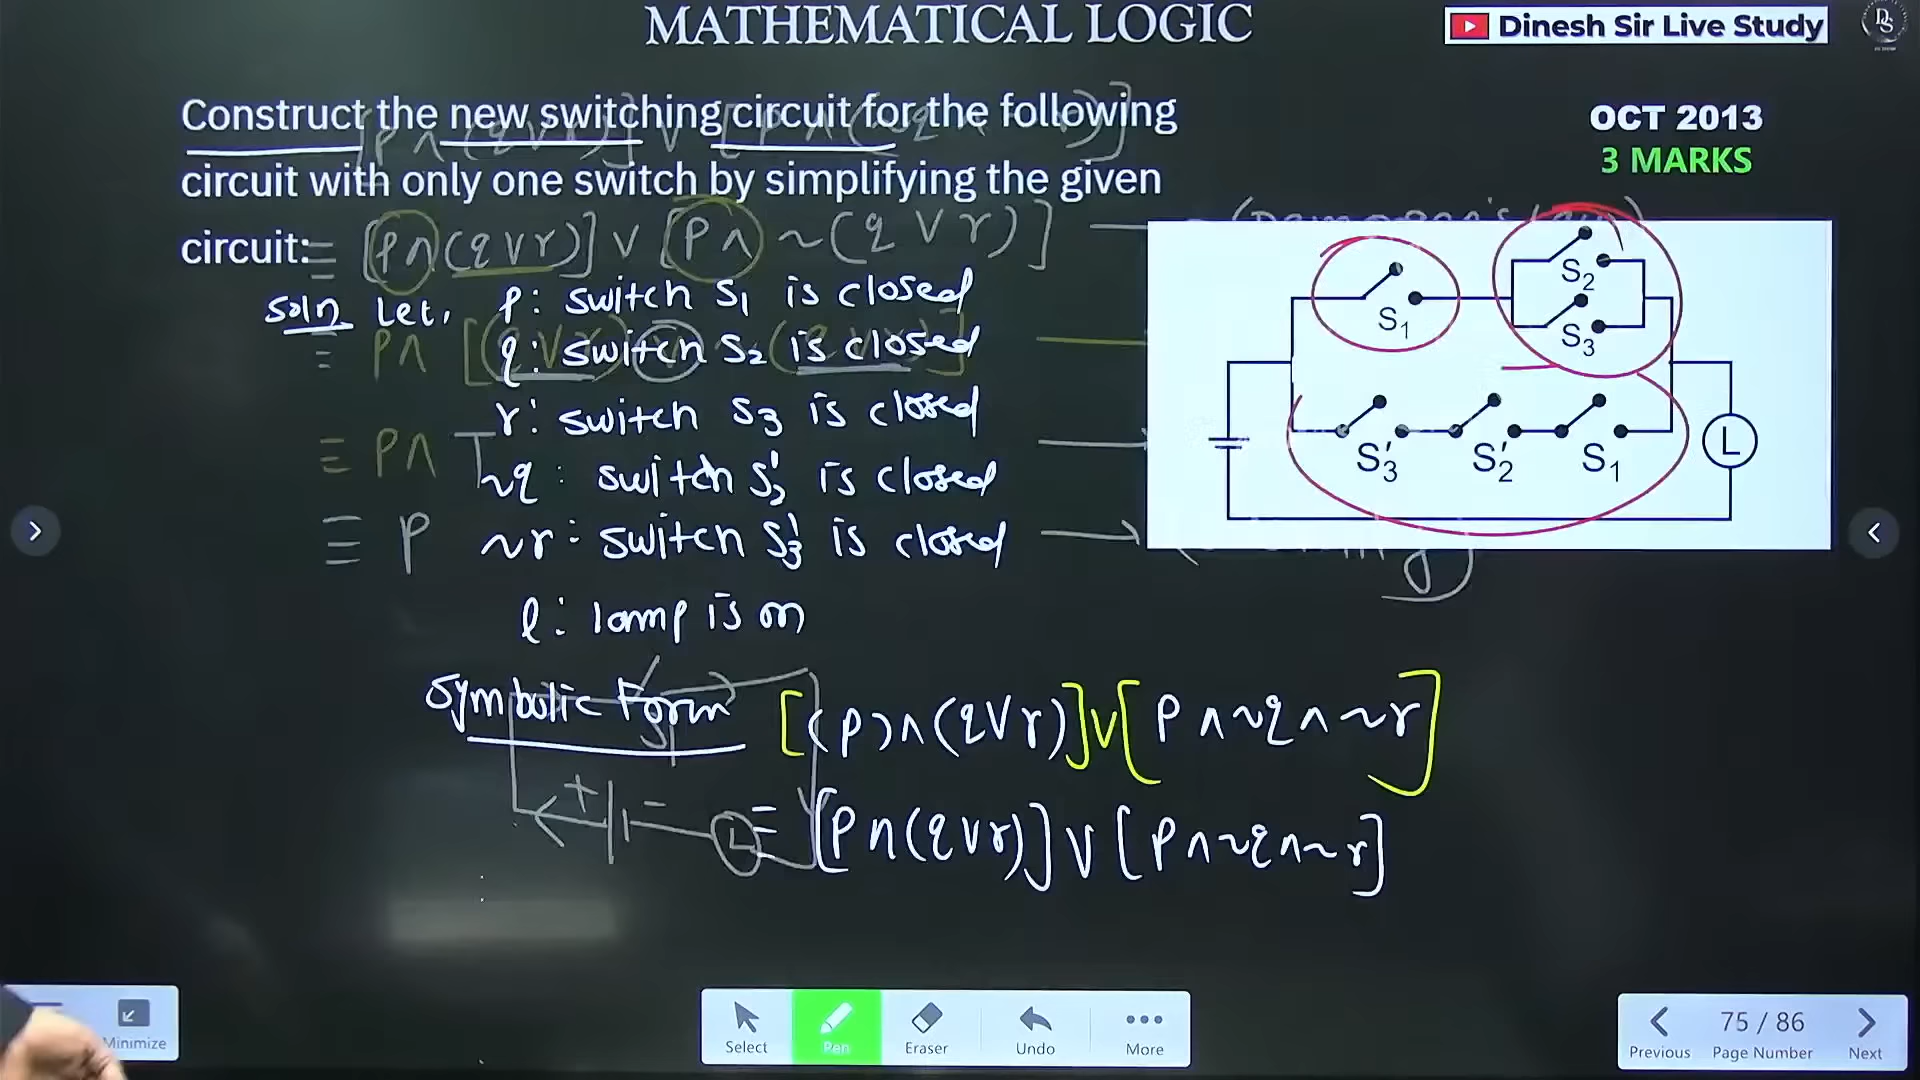 MATHEMATICAL LOGIC
Dinesh Sir Live Study
DS
Construct the new switching circuit for the following
circuit with only one switch by simplifying the given
circuit:
OCT 2013
3 MARKS
[p∧(q∨r)]∨[p∧(~q∧~r)]
≡ [p∧(q∨r)]∨[p∧~(q∨r)]
≡ p∧[(q∨r)
≡ p∧T
≡ p
Soln Let, p: switch S1 is closed
q: switch S2 is closed
r: switch S3 is closed
~q: switch S2' is closed
~r: switch S3' is closed
l: lamp is on
Symbolic Form [(p)∧(q∨r)]∨[p∧~q∧~r]
≡ [p∧(q∨r)]∨[p∧~q∧~r]
+ -
L
S1
S2
S3
S3' S2' S1
L
Minimize
Select Pen Eraser Undo More
75 / 86
Previous Page Number Next